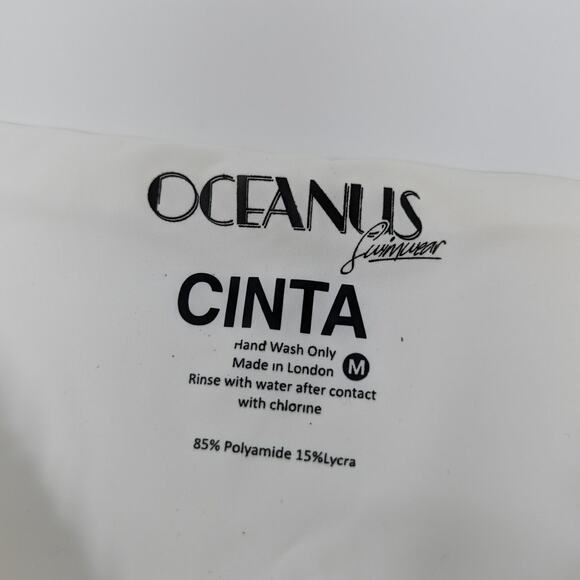 OCEANUS
Swimwear
CINTA
Hand Wash Only
Made in London M
Rinse with water after contact
with chlorine
85% Polyamide 15%Lycra